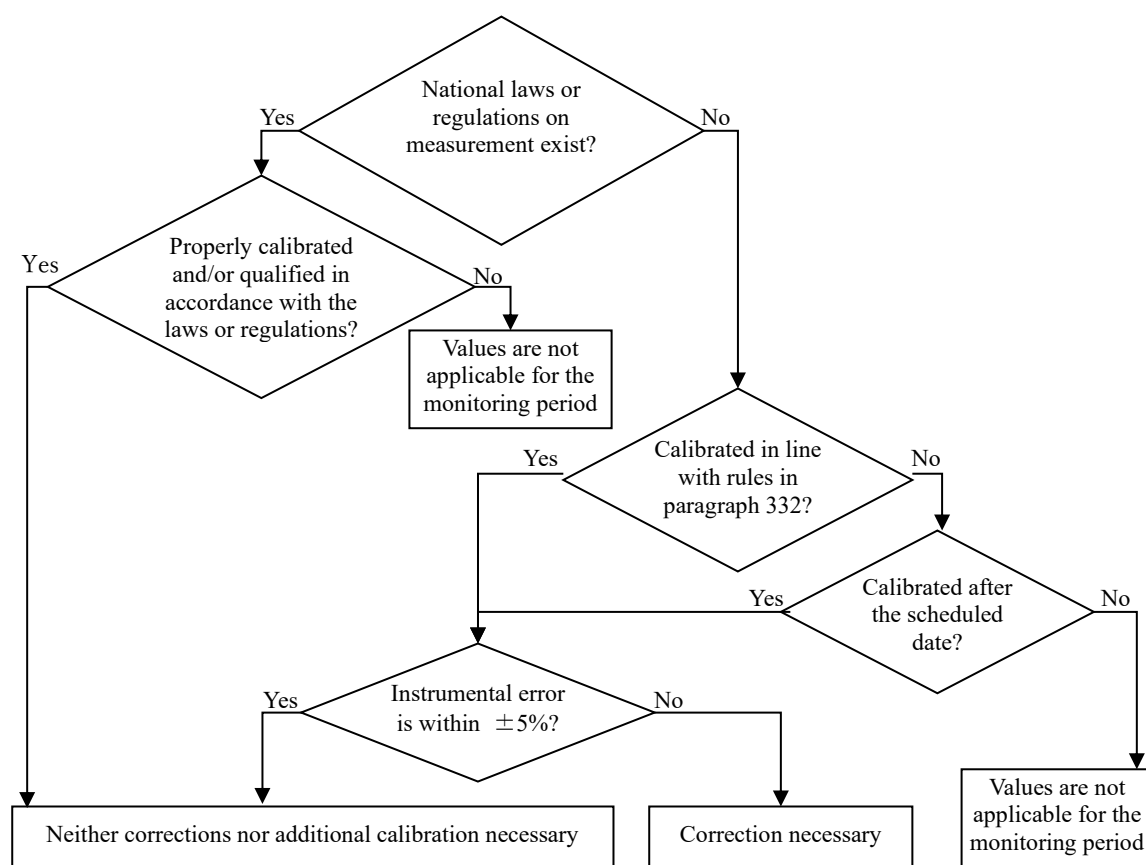 National laws or
regulations on
measurement exist?
Yes
No
Properly calibrated
and/or qualified in
accordance with the
laws or regulations?
Yes
No
Values are not
applicable for the
monitoring period
Calibrated in line
with rules in
paragraph 332?
Yes
No
Calibrated after
the scheduled
date?
Yes
No
Instrumental error
is within ±5%?
Yes
No
Neither corrections nor additional calibration necessary
Correction necessary
Values are not
applicable for the
monitoring period